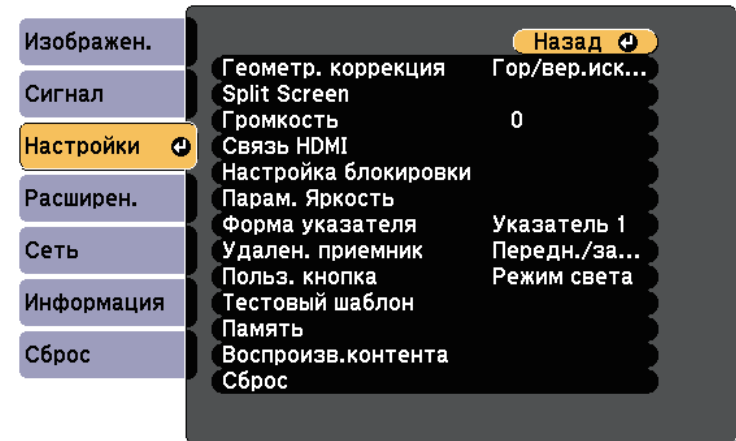 Изображен.
Сигнал
Настройки
Расширен.
Сеть
Информация
Сброс
Назад
Геометр. коррекция Гор/вер.иск...
Split Screen
Громкость 0
Связь HDMI
Настройка блокировки
Парам. Яркость
Форма указателя Указатель 1
Удален. приемник Передн./за...
Польз. кнопка Режим света
Тестовый шаблон
Память
Воспроизв.контента
Сброс